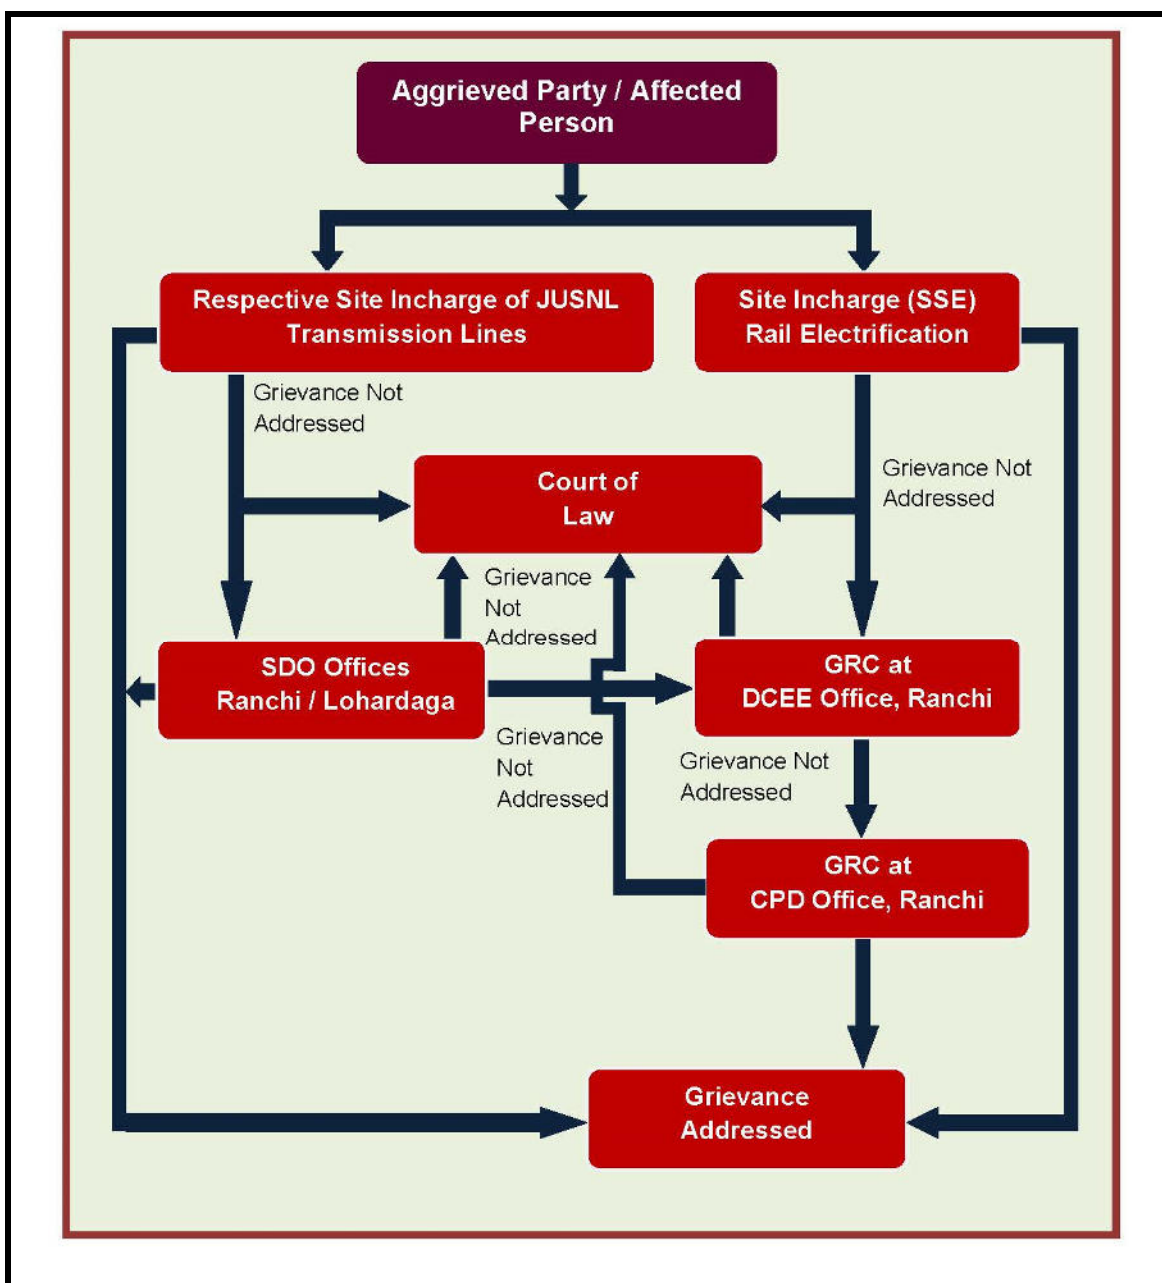 Aggrieved Party / Affected
Person
Respective Site Incharge of JUSNL
Transmission Lines
Site Incharge (SSE)
Rail Electrification
Grievance Not
Addressed
Grievance Not
Addressed
Court of
Law
Grievance
Not
Addressed
SDO Offices
Ranchi / Lohardaga
GRC at
DCEE Office, Ranchi
Grievance
Not
Addressed
Grievance Not
Addressed
GRC at
CPD Office, Ranchi
Grievance
Addressed